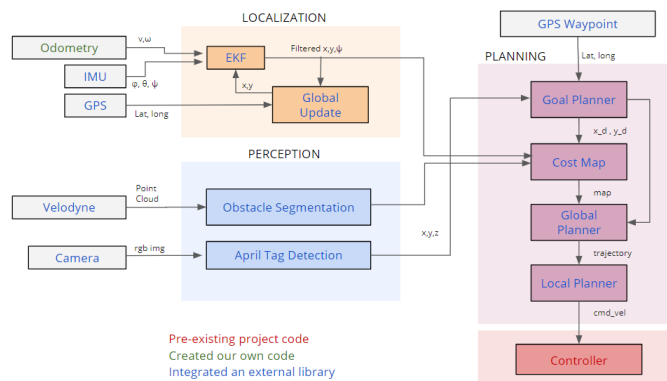 LOCALIZATION
GPS Waypoint
Odometry
v,ω
Filtered x,y,ψ
EKF
PLANNING
Lat, long
IMU
φ, θ, ψ
x,y
GPS
Lat, long
Global
Update
Goal Planner
x_d , y_d
PERCEPTION
Cost Map
Point
Cloud
map
Velodyne
Obstacle Segmentation
Global
Planner
x,y,z
rgb img
Camera
April Tag Detection
trajectory
Local Planner
cmd_vel
Pre-existing project code
Created our own code
Integrated an external library
Controller